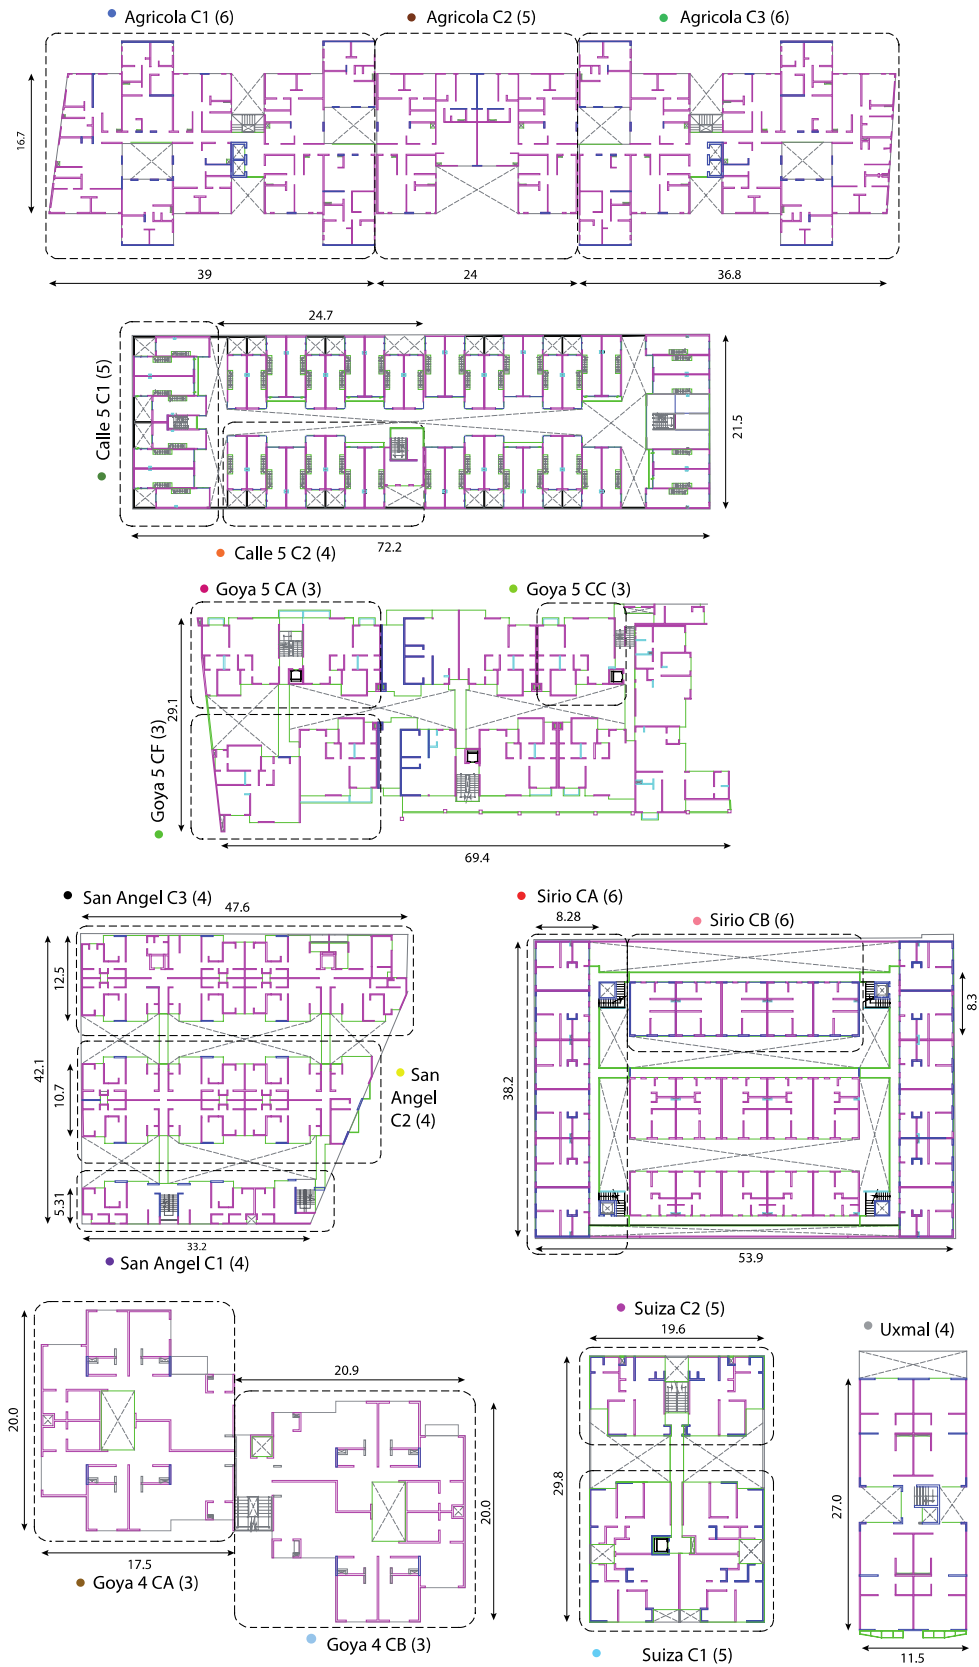 Agricola C1 (6)
Agricola C2 (5)
Agricola C3 (6)
16.7
39
24
36.8
24.7
Calle 5 C1 (5)
21.5
72.2
Calle 5 C2 (4)
Goya 5 CA (3)
Goya 5 CC (3)
29.1
Goya 5 CF (3)
69.4
San Angel C3 (4)
47.6
12.5
42.1
10.7
San
Angel
C2 (4)
5.31
33.2
San Angel C1 (4)
Sirio CA (6)
8.28
Sirio CB (6)
8.3
38.2
53.9
20.0
17.5
Goya 4 CA (3)
20.9
20.0
Goya 4 CB (3)
Suiza C2 (5)
19.6
29.8
Suiza C1 (5)
Uxmal (4)
27.0
11.5